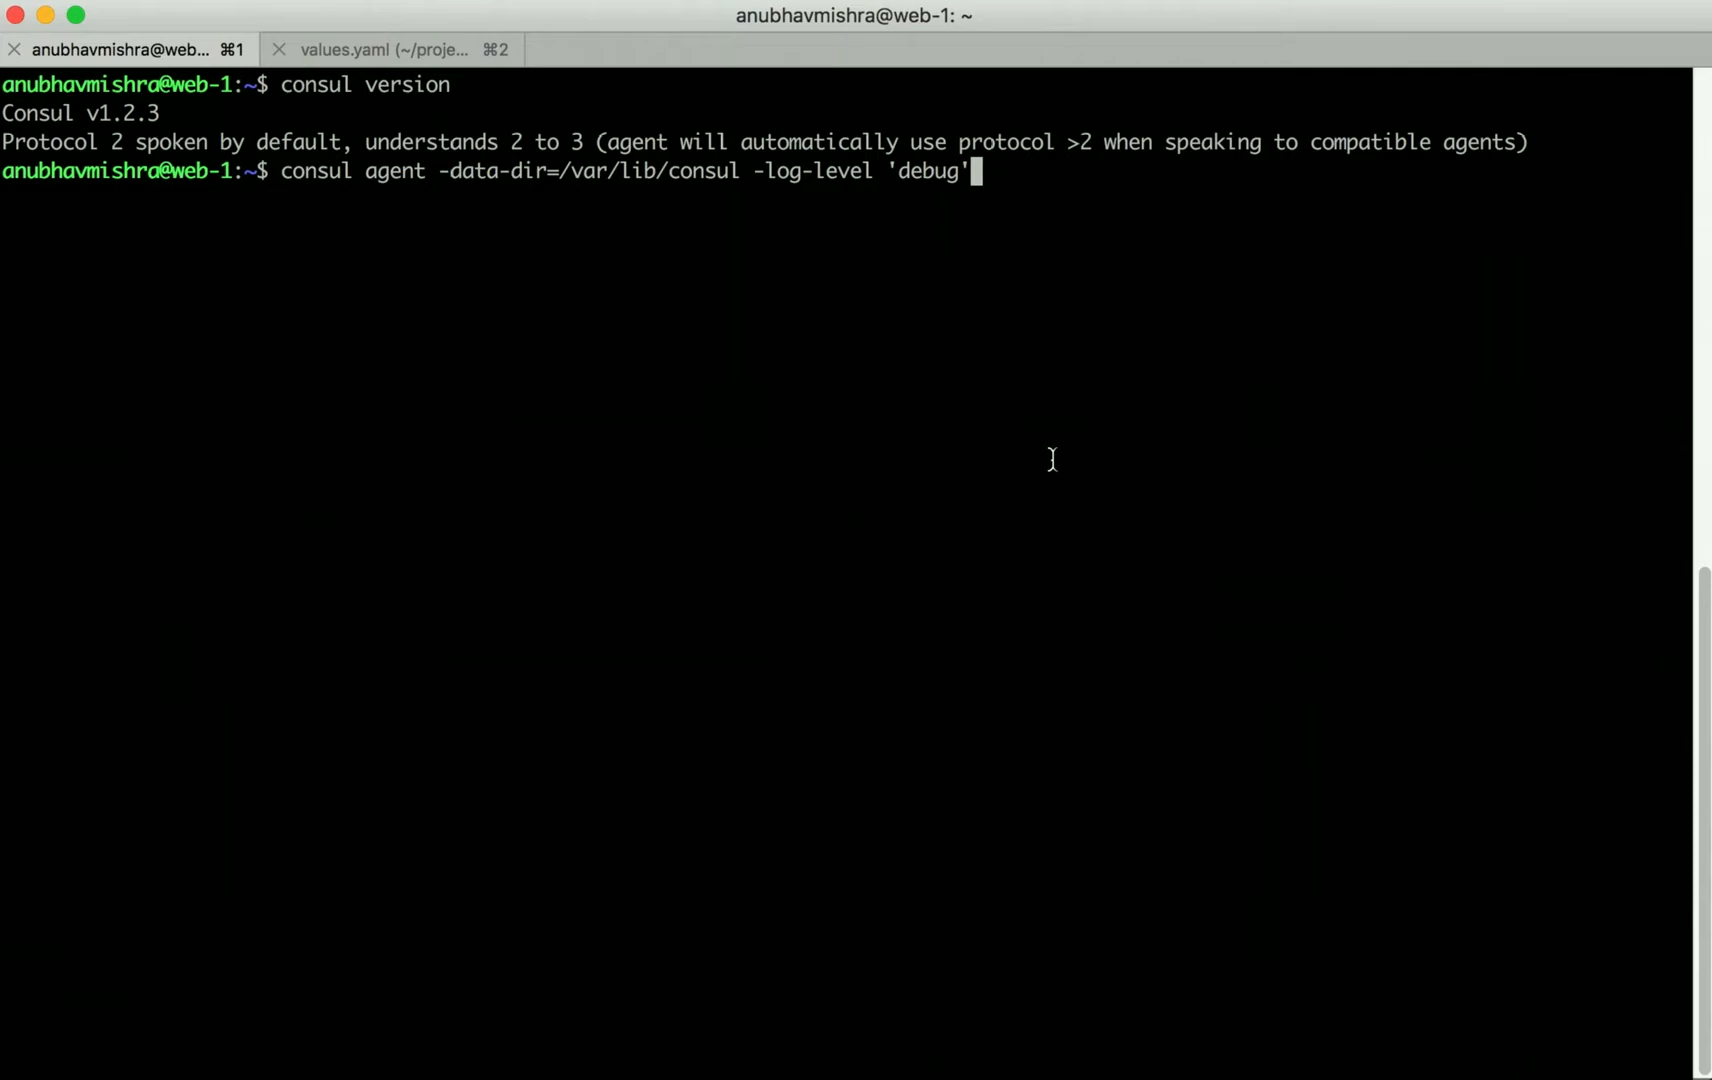 anubhavmishra@web-1: ~
anubhavmishra@web... ⌘1 values.yaml (~/proje... ⌘2
anubhavmishra@web-1:~$ consul version
Consul v1.2.3
Protocol 2 spoken by default, understands 2 to 3 (agent will automatically use protocol >2 when speaking to compatible agents)
anubhavmishra@web-1:~$ consul agent -data-dir=/var/lib/consul -log-level 'debug'